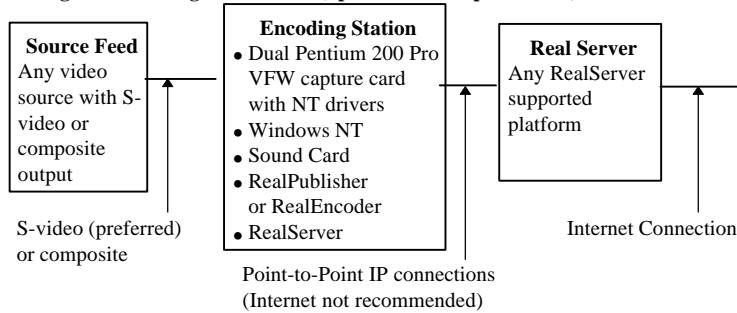 Source Feed
Any video
source with S-
video or
composite
output
S-video (preferred)
or composite
Encoding Station
• Dual Pentium 200 Pro
VFW capture card
with NT drivers
• Windows NT
• Sound Card
• RealPublisher
or RealEncoder
• RealServer
Point-to-Point IP connections
(Internet not recommended)
Real Server
Any RealServer
supported
platform
Internet Connection